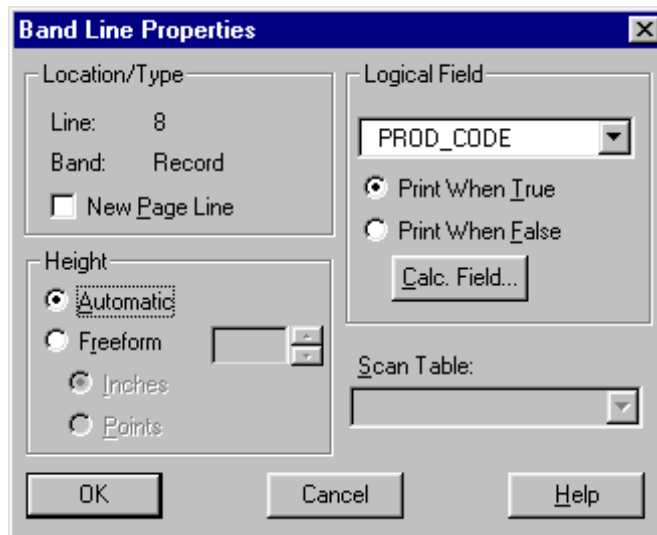 Band Line Properties
Location/Type
Line: 8
Band: Record
New Page Line
Height
Automatic
Freeform
Inches
Points
Logical Field
PROD_CODE
Print When True
Print When False
Calc. Field...
Scan Table:
OK
Cancel
Help